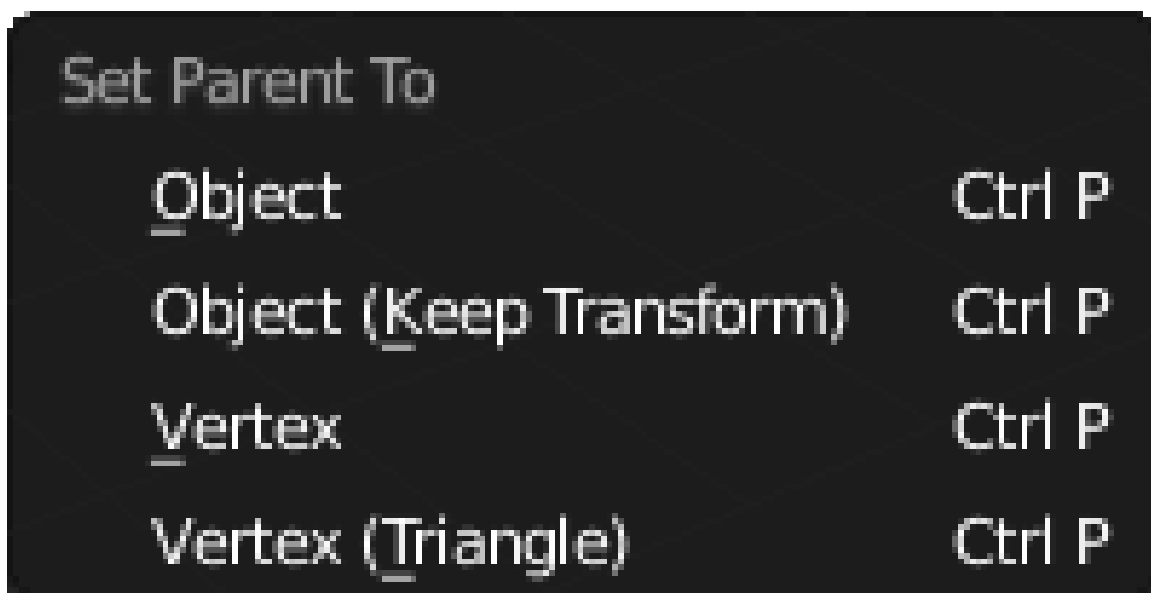 Set Parent To
Object Ctrl P
Object (Keep Transform) Ctrl P
Vertex Ctrl P
Vertex (Triangle) Ctrl P